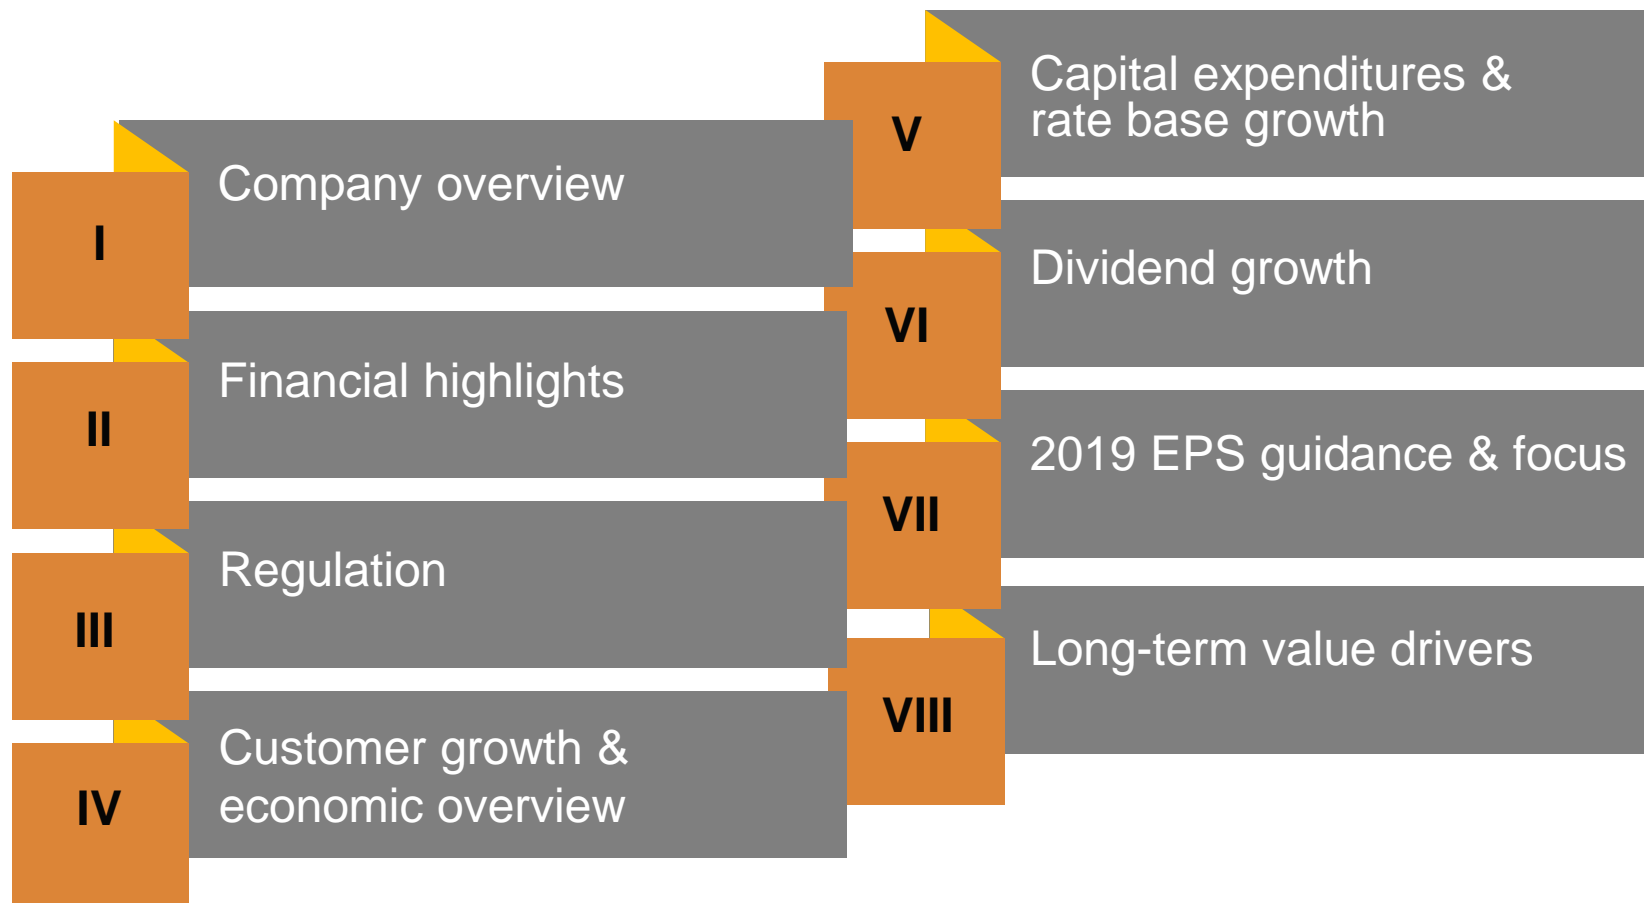 I
Company overview
II
Financial highlights
III
Regulation
IV
Customer growth &
economic overview
V
Capital expenditures &
rate base growth
VI
Dividend growth
VII
2019 EPS guidance & focus
VIII
Long-term value drivers